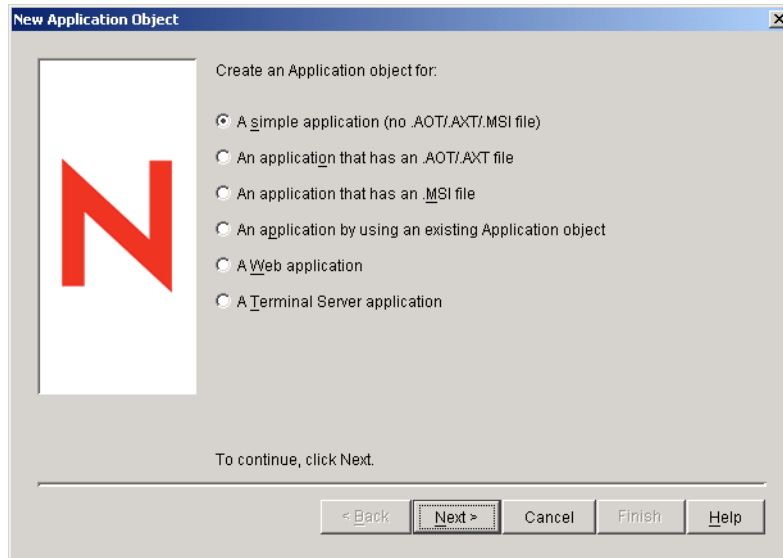 New Application Object
Create an Application object for:
A simple application (no .AOT/.AXT/.MSI file)
An application that has an .AOT/.AXT file
An application that has an .MSI file
An application by using an existing Application object
A Web application
A Terminal Server application
To continue, click Next.
< Back Next > Cancel Finish Help